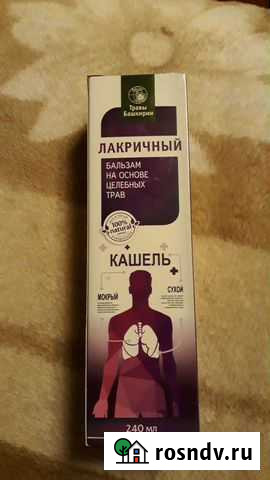 Травы
Башкирии
ЛАКРИЧНЫЙ
БАЛЬЗАМ
НА ОСНОВЕ
ЦЕЛЕБНЫХ
ТРАВ
100%
natural
КАШЕЛЬ
МОКРЫЙ
СУХОЙ
240 мл
rosndv.ru